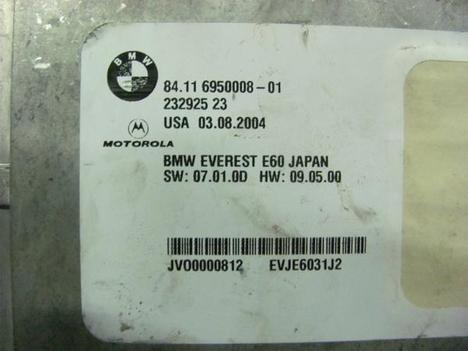 BMW
84.11 6950008-01
232925 23
USA 03.08.2004
MOTOROLA
BMW EVEREST E60 JAPAN
SW: 07.01.0D HW: 09.05.00
JV00000812 EVJE6031J2